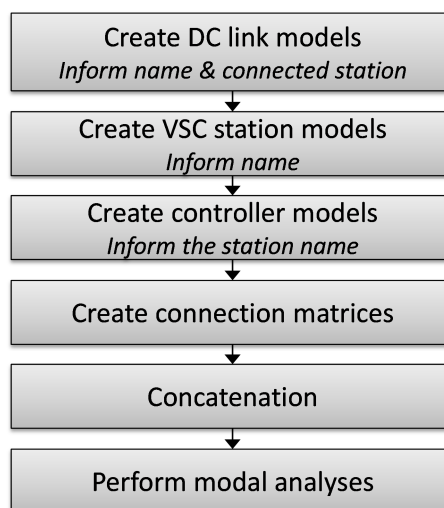 Create DC link models
Inform name & connected station
Create VSC station models
Inform name
Create controller models
Inform the station name
Create connection matrices
Concatenation
Perform modal analyses